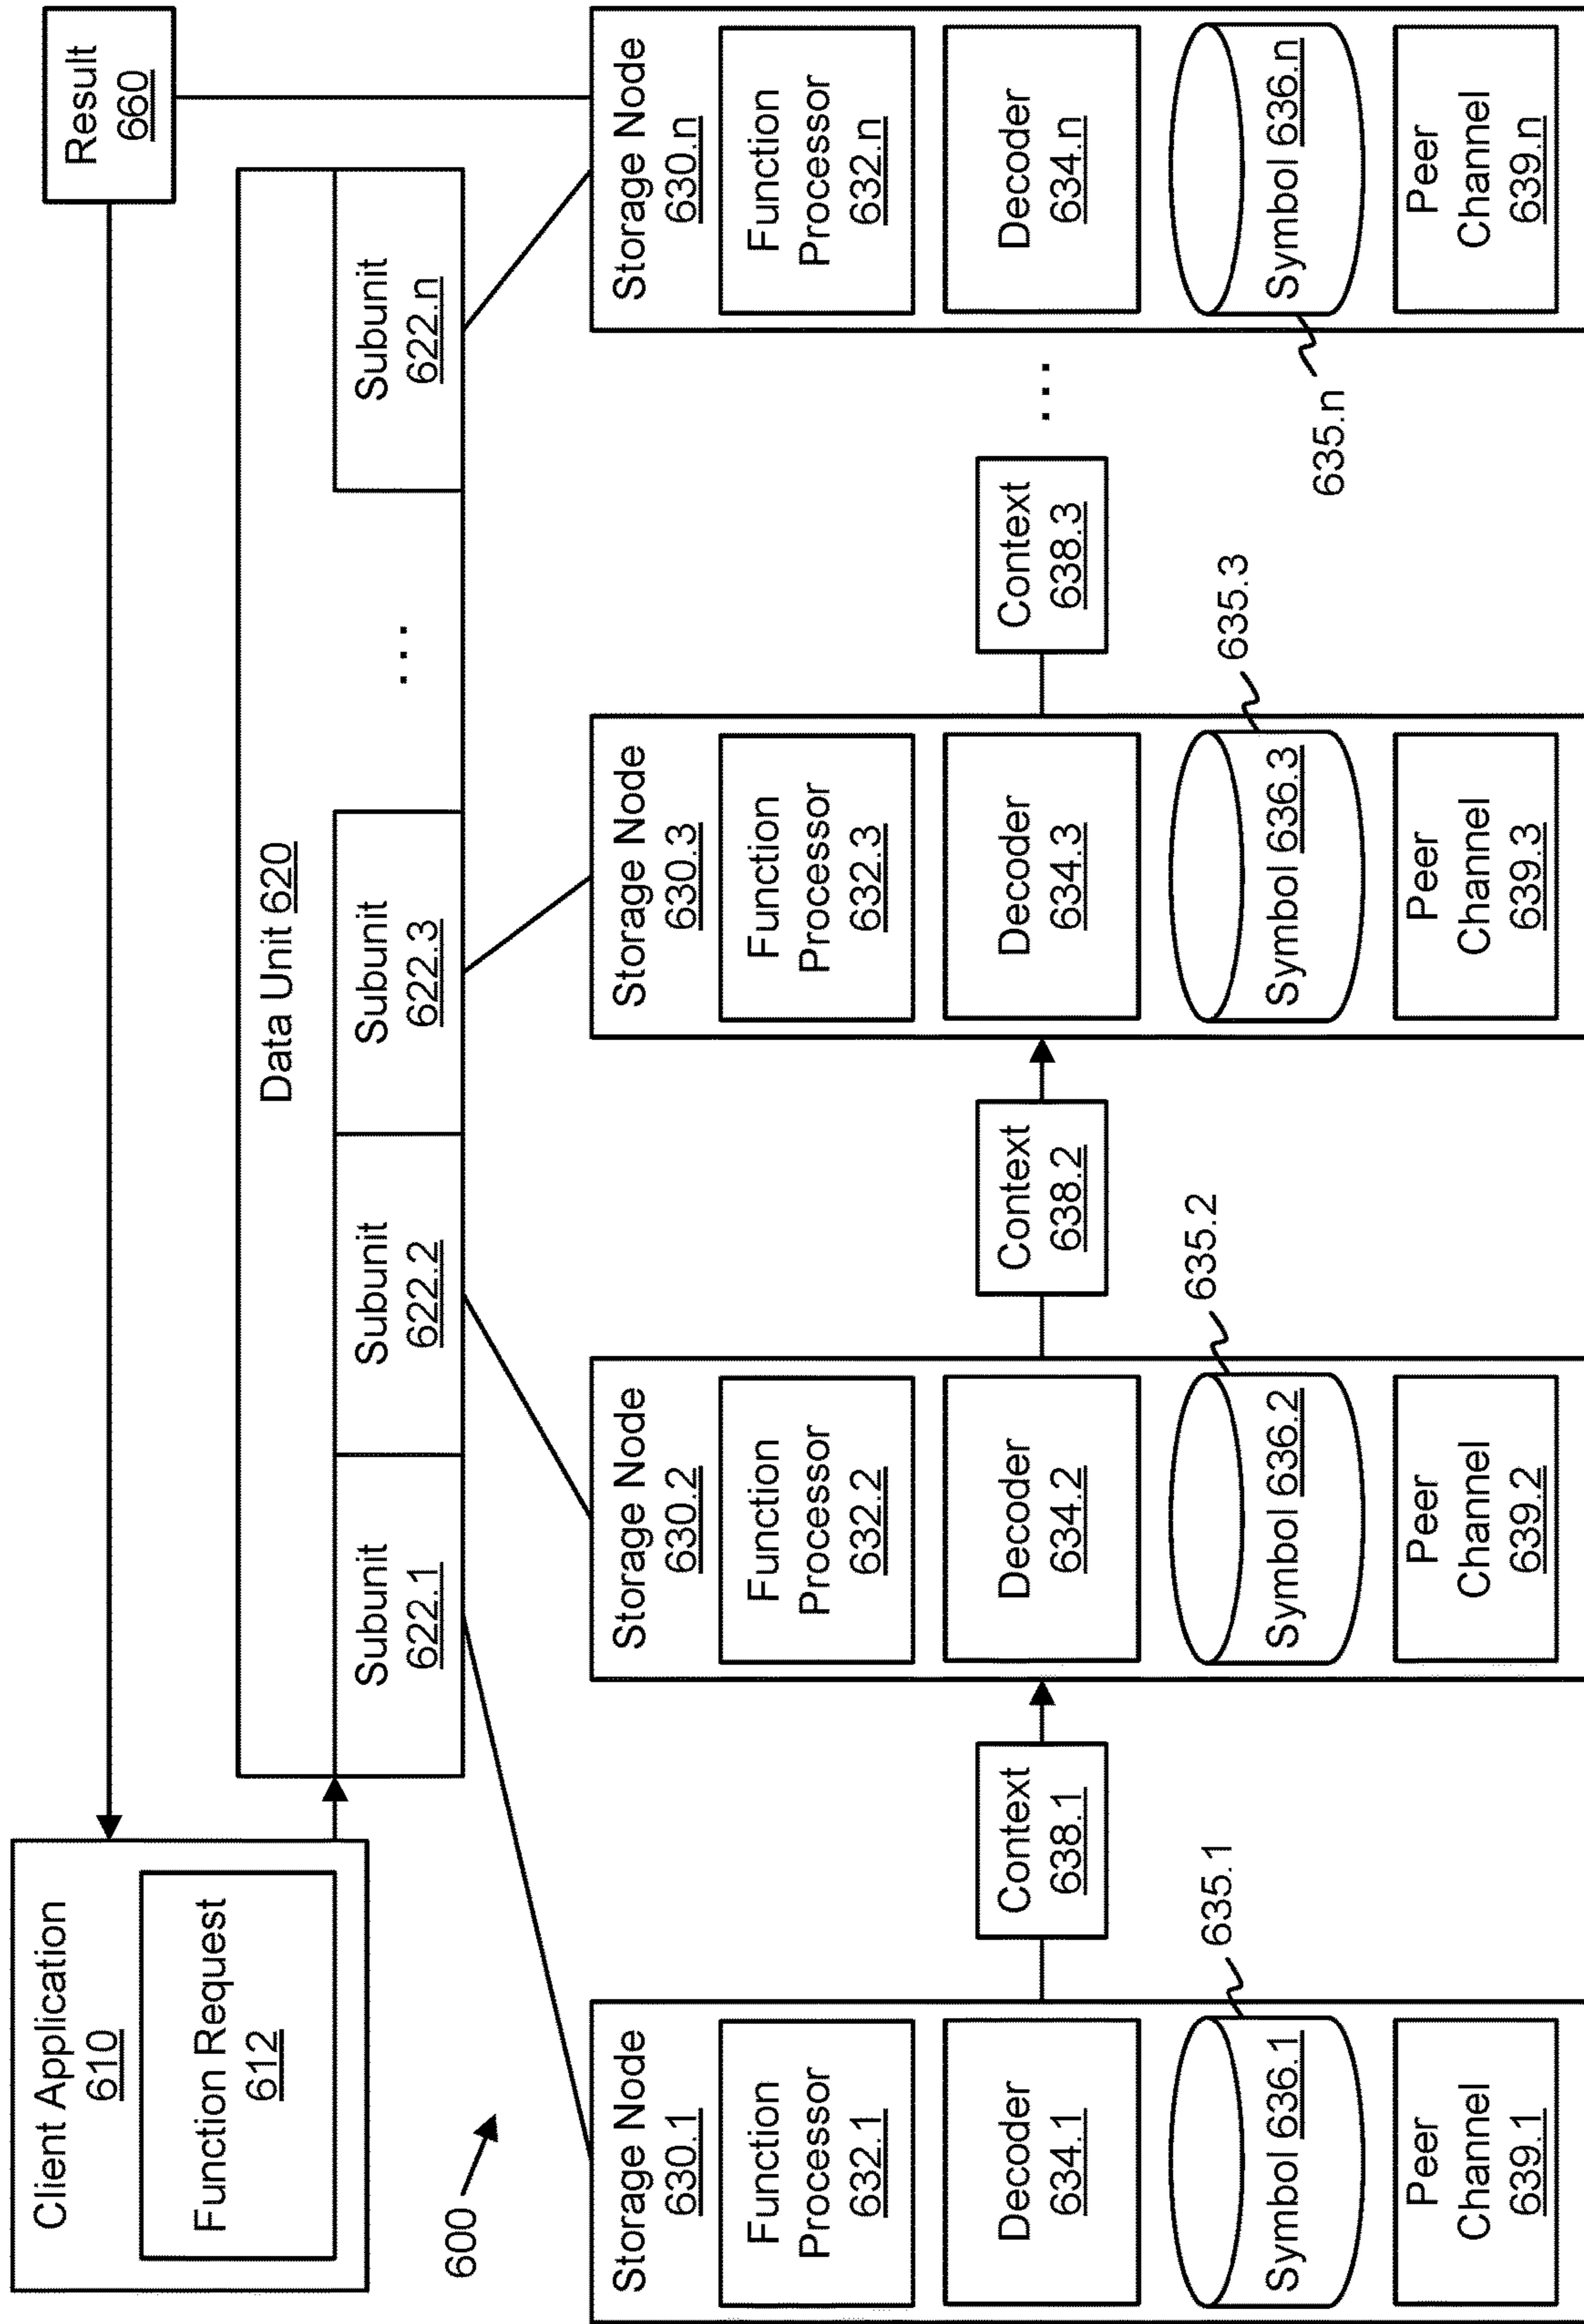 Client Application
610
Function Request
612
Result
660
600
Data Unit 620
Subunit
622.1
Subunit
622.2
Subunit
622.3
...
Subunit
622.n
Storage Node
630.1
Function
Processor
632.1
Decoder
634.1
Symbol 636.1
635.1
Peer
Channel
639.1
Context
638.1
Storage Node
630.2
Function
Processor
632.2
Decoder
634.2
Symbol 636.2
635.2
Peer
Channel
639.2
Context
638.2
Storage Node
630.3
Function
Processor
632.3
Decoder
634.3
Symbol 636.3
635.3
Peer
Channel
639.3
Context
638.3
...
Storage Node
630.n
Function
Processor
632.n
Decoder
634.n
Symbol 636.n
635.n
Peer
Channel
639.n